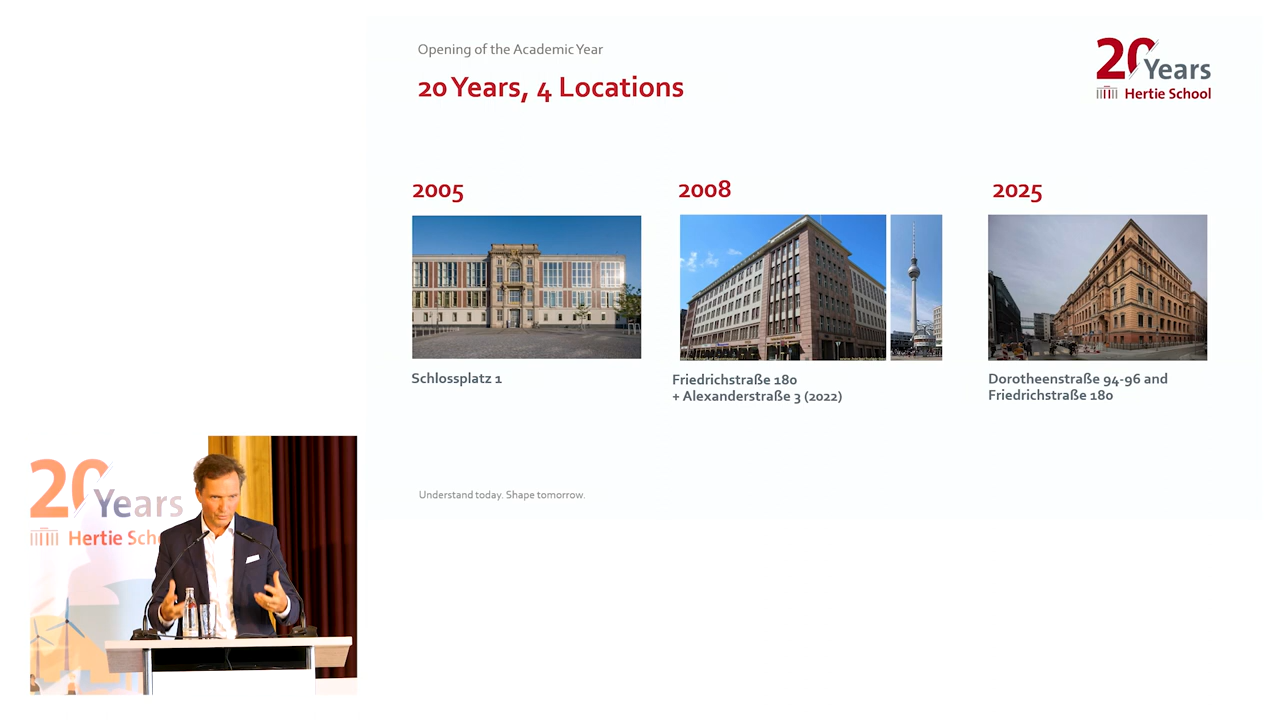 Opening of the Academic Year
20 Years, 4 Locations
20 Years
Hertie School
2005
2008
2025
Schlossplatz 1
Friedrichstraße 180
+ Alexanderstraße 3 (2022)
Dorotheenstraße 94-96 and
Friedrichstraße 180
Understand today. Shape tomorrow.
20 Years
Hertie Scho